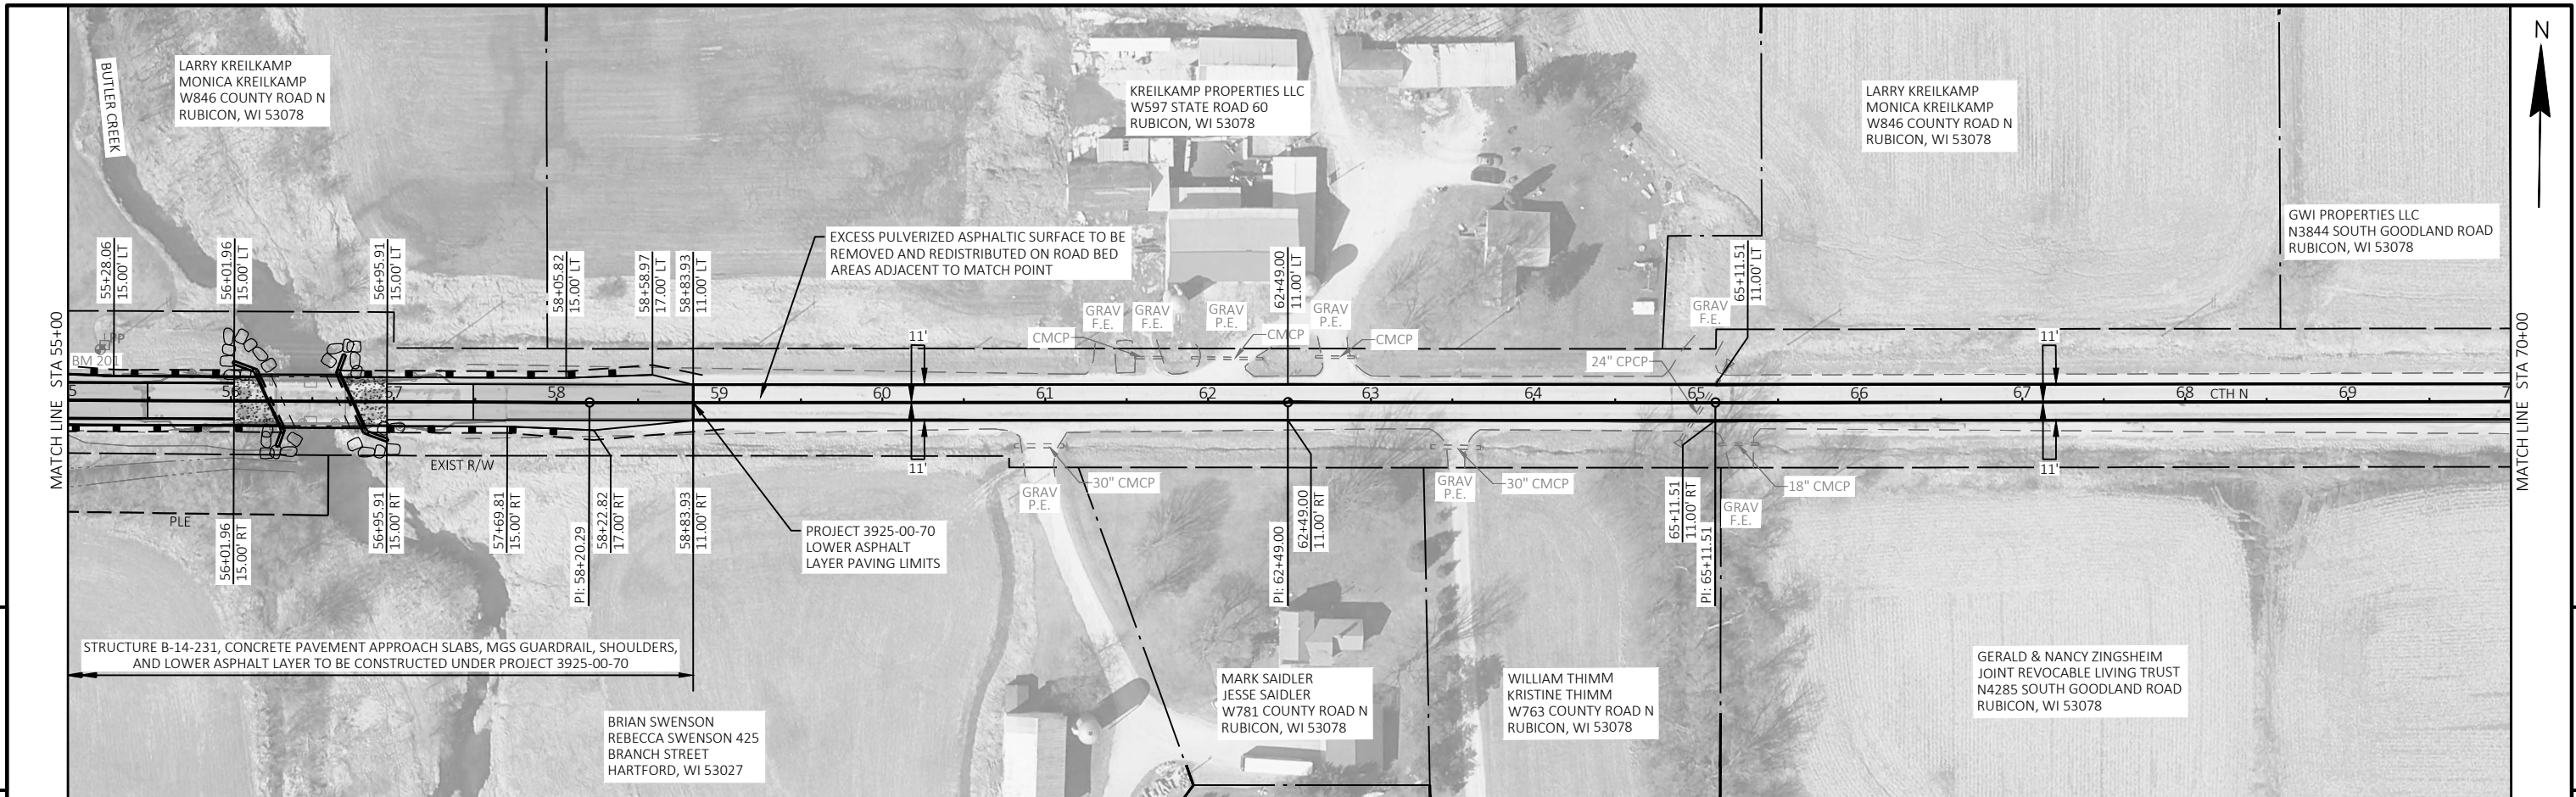 LARRY KREILKAMP
MONICA KREILKAMP
W846 COUNTY ROAD N
RUBICON, WI 53078
BUTLER CREEK
KREILKAMP PROPERTIES LLC
W597 STATE ROAD 60
RUBICON, WI 53078
LARRY KREILKAMP
MONICA KREILKAMP
W846 COUNTY ROAD N
RUBICON, WI 53078
N
GWI PROPERTIES LLC
N3844 SOUTH GOODLAND ROAD
RUBICON, WI 53078
EXCESS PULVERIZED ASPHALTIC SURFACE TO BE
REMOVED AND REDISTRIBUTED ON ROAD BED
AREAS ADJACENT TO MATCH POINT
55+28.06
15.00' LT
56+01.96
15.00' LT
56+95.91
15.00' LT
58+05.82
15.00' LT
58+58.97
17.00' LT
58+83.93
11.00' LT
62+49.00
11.00' LT
65+11.51
11.00' LT
GRAV
F.E.
GRAV
F.E.
GRAV
P.E.
GRAV
P.E.
GRAV
F.E.
CMCP
CMCP
CMCP
24" CPCP
PP
BM 201
11'
11'
MATCH LINE STA 55+00
MATCH LINE STA 70+00
5
56
57
58
59
60
61
62
63
64
65
66
67
68
69
7
CTH N
11'
11'
EXIST R/W
PLE
30" CMCP
30" CMCP
18" CMCP
GRAV
P.E.
GRAV
P.E.
GRAV
F.E.
56+01.96
15.00' RT
56+95.91
15.00' RT
57+69.81
15.00' RT
PI: 58+20.29
58+22.82
17.00' RT
58+83.93
11.00' RT
PI: 62+49.00
62+49.00
11.00' RT
65+11.51
11.00' RT
PI: 65+11.51
PROJECT 3925-00-70
LOWER ASPHALT
LAYER PAVING LIMITS
STRUCTURE B-14-231, CONCRETE PAVEMENT APPROACH SLABS, MGS GUARDRAIL, SHOULDERS,
AND LOWER ASPHALT LAYER TO BE CONSTRUCTED UNDER PROJECT 3925-00-70
BRIAN SWENSON
REBECCA SWENSON 425
BRANCH STREET
HARTFORD, WI 53027
MARK SAIDLER
JESSE SAIDLER
W781 COUNTY ROAD N
RUBICON, WI 53078
WILLIAM THIMM
KRISTINE THIMM
W763 COUNTY ROAD N
RUBICON, WI 53078
GERALD & NANCY ZINGSHEIM
JOINT REVOCABLE LIVING TRUST
N4285 SOUTH GOODLAND ROAD
RUBICON, WI 53078